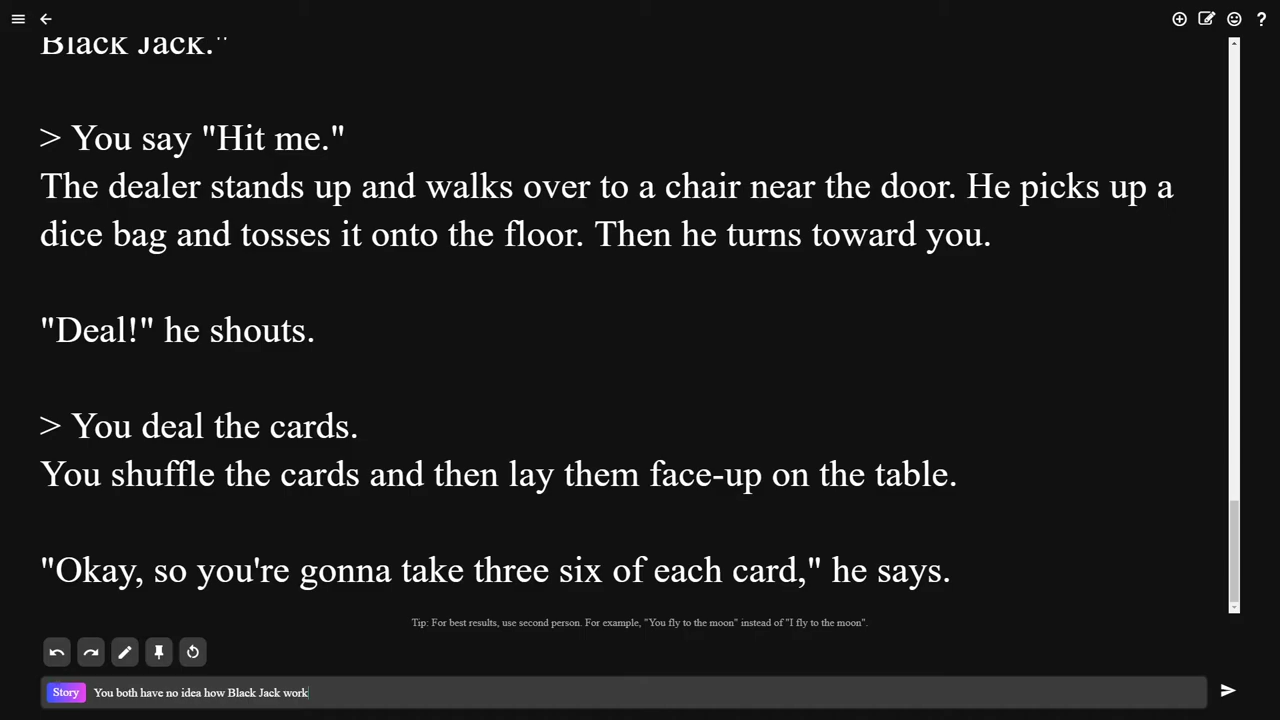 Black Jack."
> You say "Hit me."
The dealer stands up and walks over to a chair near the door. He picks up a
dice bag and tosses it onto the floor. Then he turns toward you.
"Deal!" he shouts.
> You deal the cards.
You shuffle the cards and then lay them face-up on the table.
"Okay, so you're gonna take three six of each card," he says.
Tip: For best results, use second person. For example, "You fly to the moon" instead of "I fly to the moon".
Story You both have no idea how Black Jack work